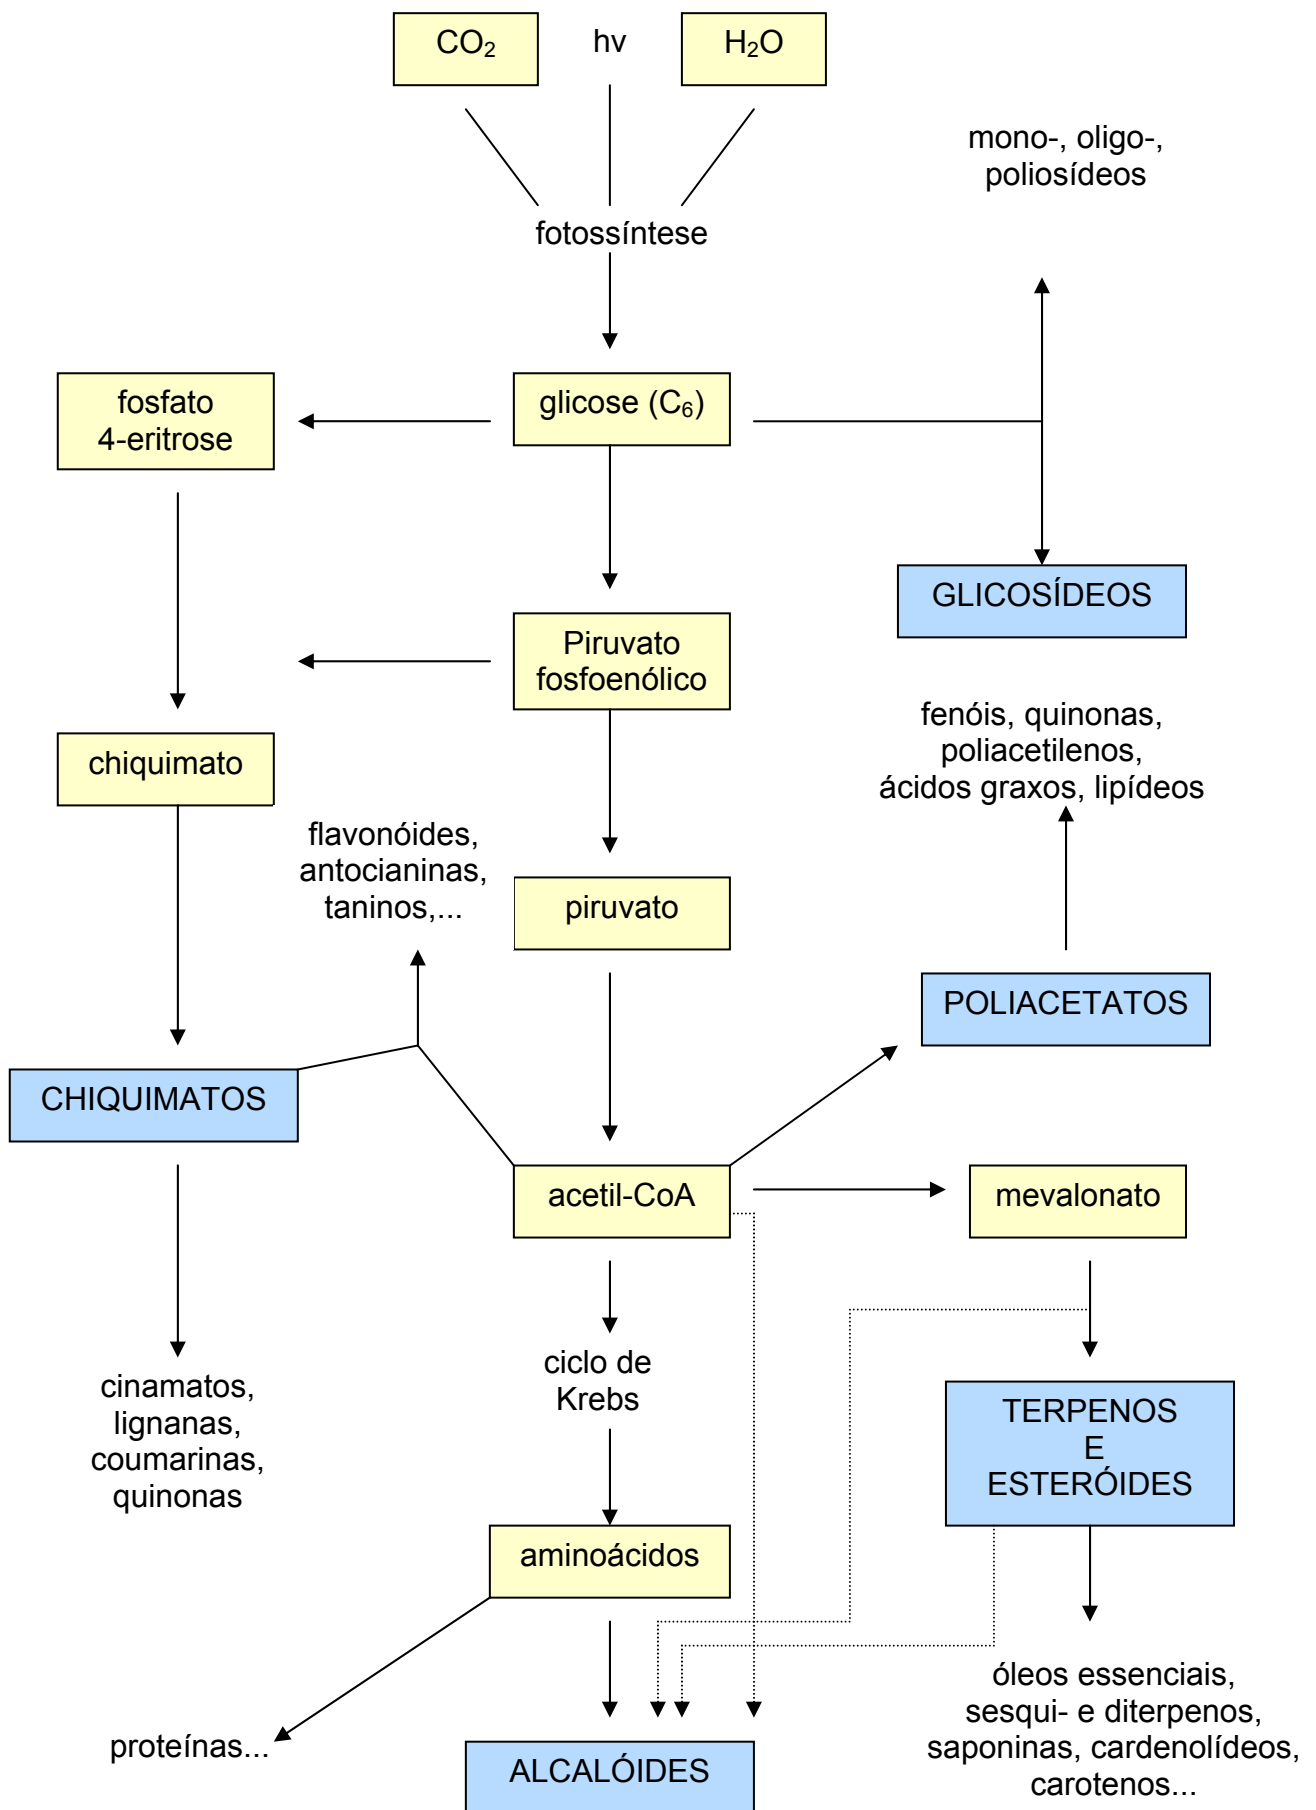 CO₂
hv
H₂O
mono-, oligo-,
poliosídeos
fotossíntese
fosfato
4-eritrose
glicose (C₆)
GLICOSÍDEOS
Piruvato
fosfoenólico
fenóis, quinonas,
poliacetilenos,
ácidos graxos, lipídeos
chiquimato
flavonóides,
antocianinas,
taninos,...
piruvato
POLIACETATOS
CHIQUIMATOS
acetil-CoA
mevalonato
ciclo de
Krebs
cinamatos,
lignanas,
coumarinas,
quinonas
TERPENOS
E
ESTERÓIDES
aminoácidos
óleos essenciais,
sesqui- e diterpenos,
saponinas, cardenolídeos,
carotenos...
proteínas...
ALCALÓIDES